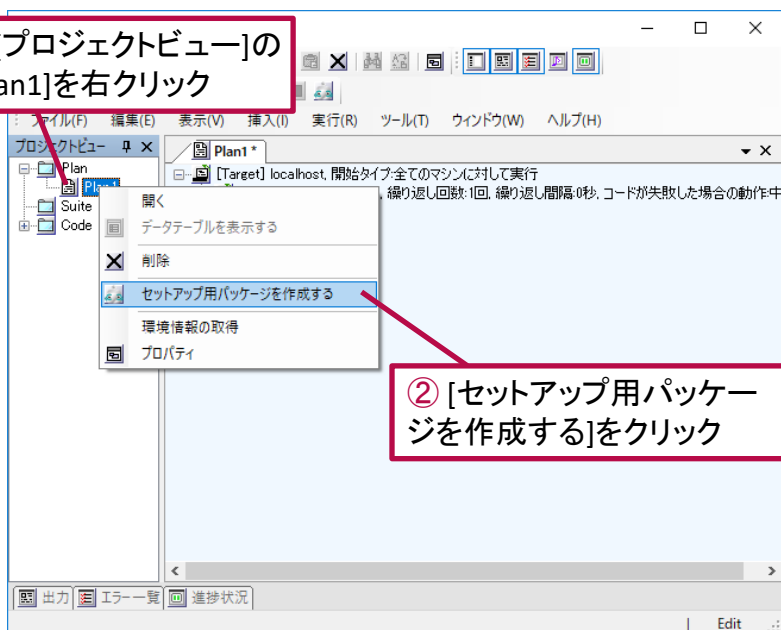 [プロジェクトビュー]の
an1]を右クリック
ファイル(F) 編集(E) 表示(V) 挿入(I) 実行(R) ツール(T) ウィンドウ(W) ヘルプ(H)
プロジェクトビュー
Plan1 *
Plan
Plan1
Suite
Code
[Target] localhost, 開始タイプ:全てのマシンに対して実行
, 繰り返し回数:1回, 繰り返し間隔:0秒, コードが失敗した場合の動作:中
開く
データテーブルを表示する
削除
セットアップ用パッケージを作成する
環境情報の取得
プロパティ
② [セットアップ用パッケー
ジを作成する]をクリック
出力 エラー一覧 進捗状況
Edit